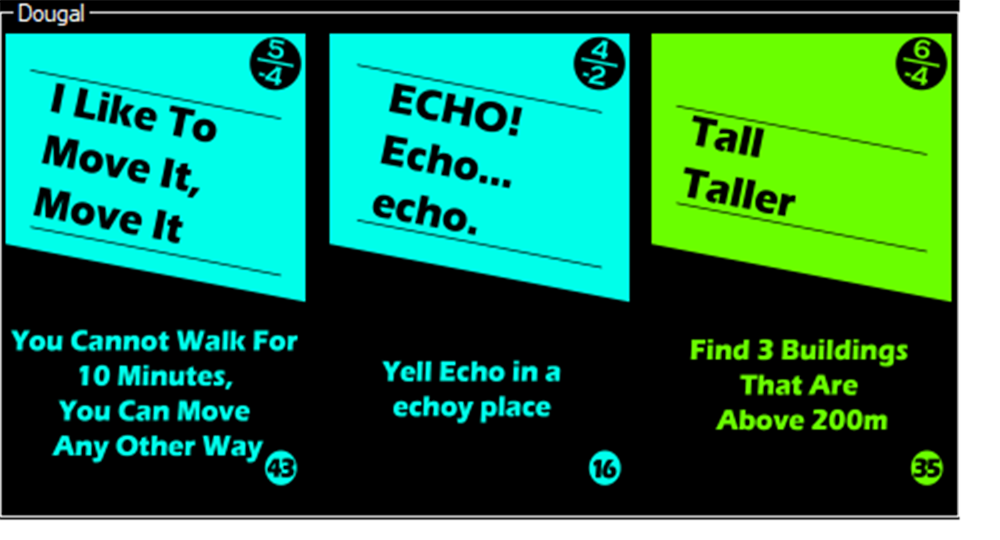 Dougal
5
-4
I Like To
Move It,
Move It
You Cannot Walk For
10 Minutes,
You Can Move
Any Other Way
43
4
-2
ECHO!
Echo...
echo.
Yell Echo in a
echoy place
16
6
-4
Tall
Taller
Find 3 Buildings
That Are
Above 200m
35